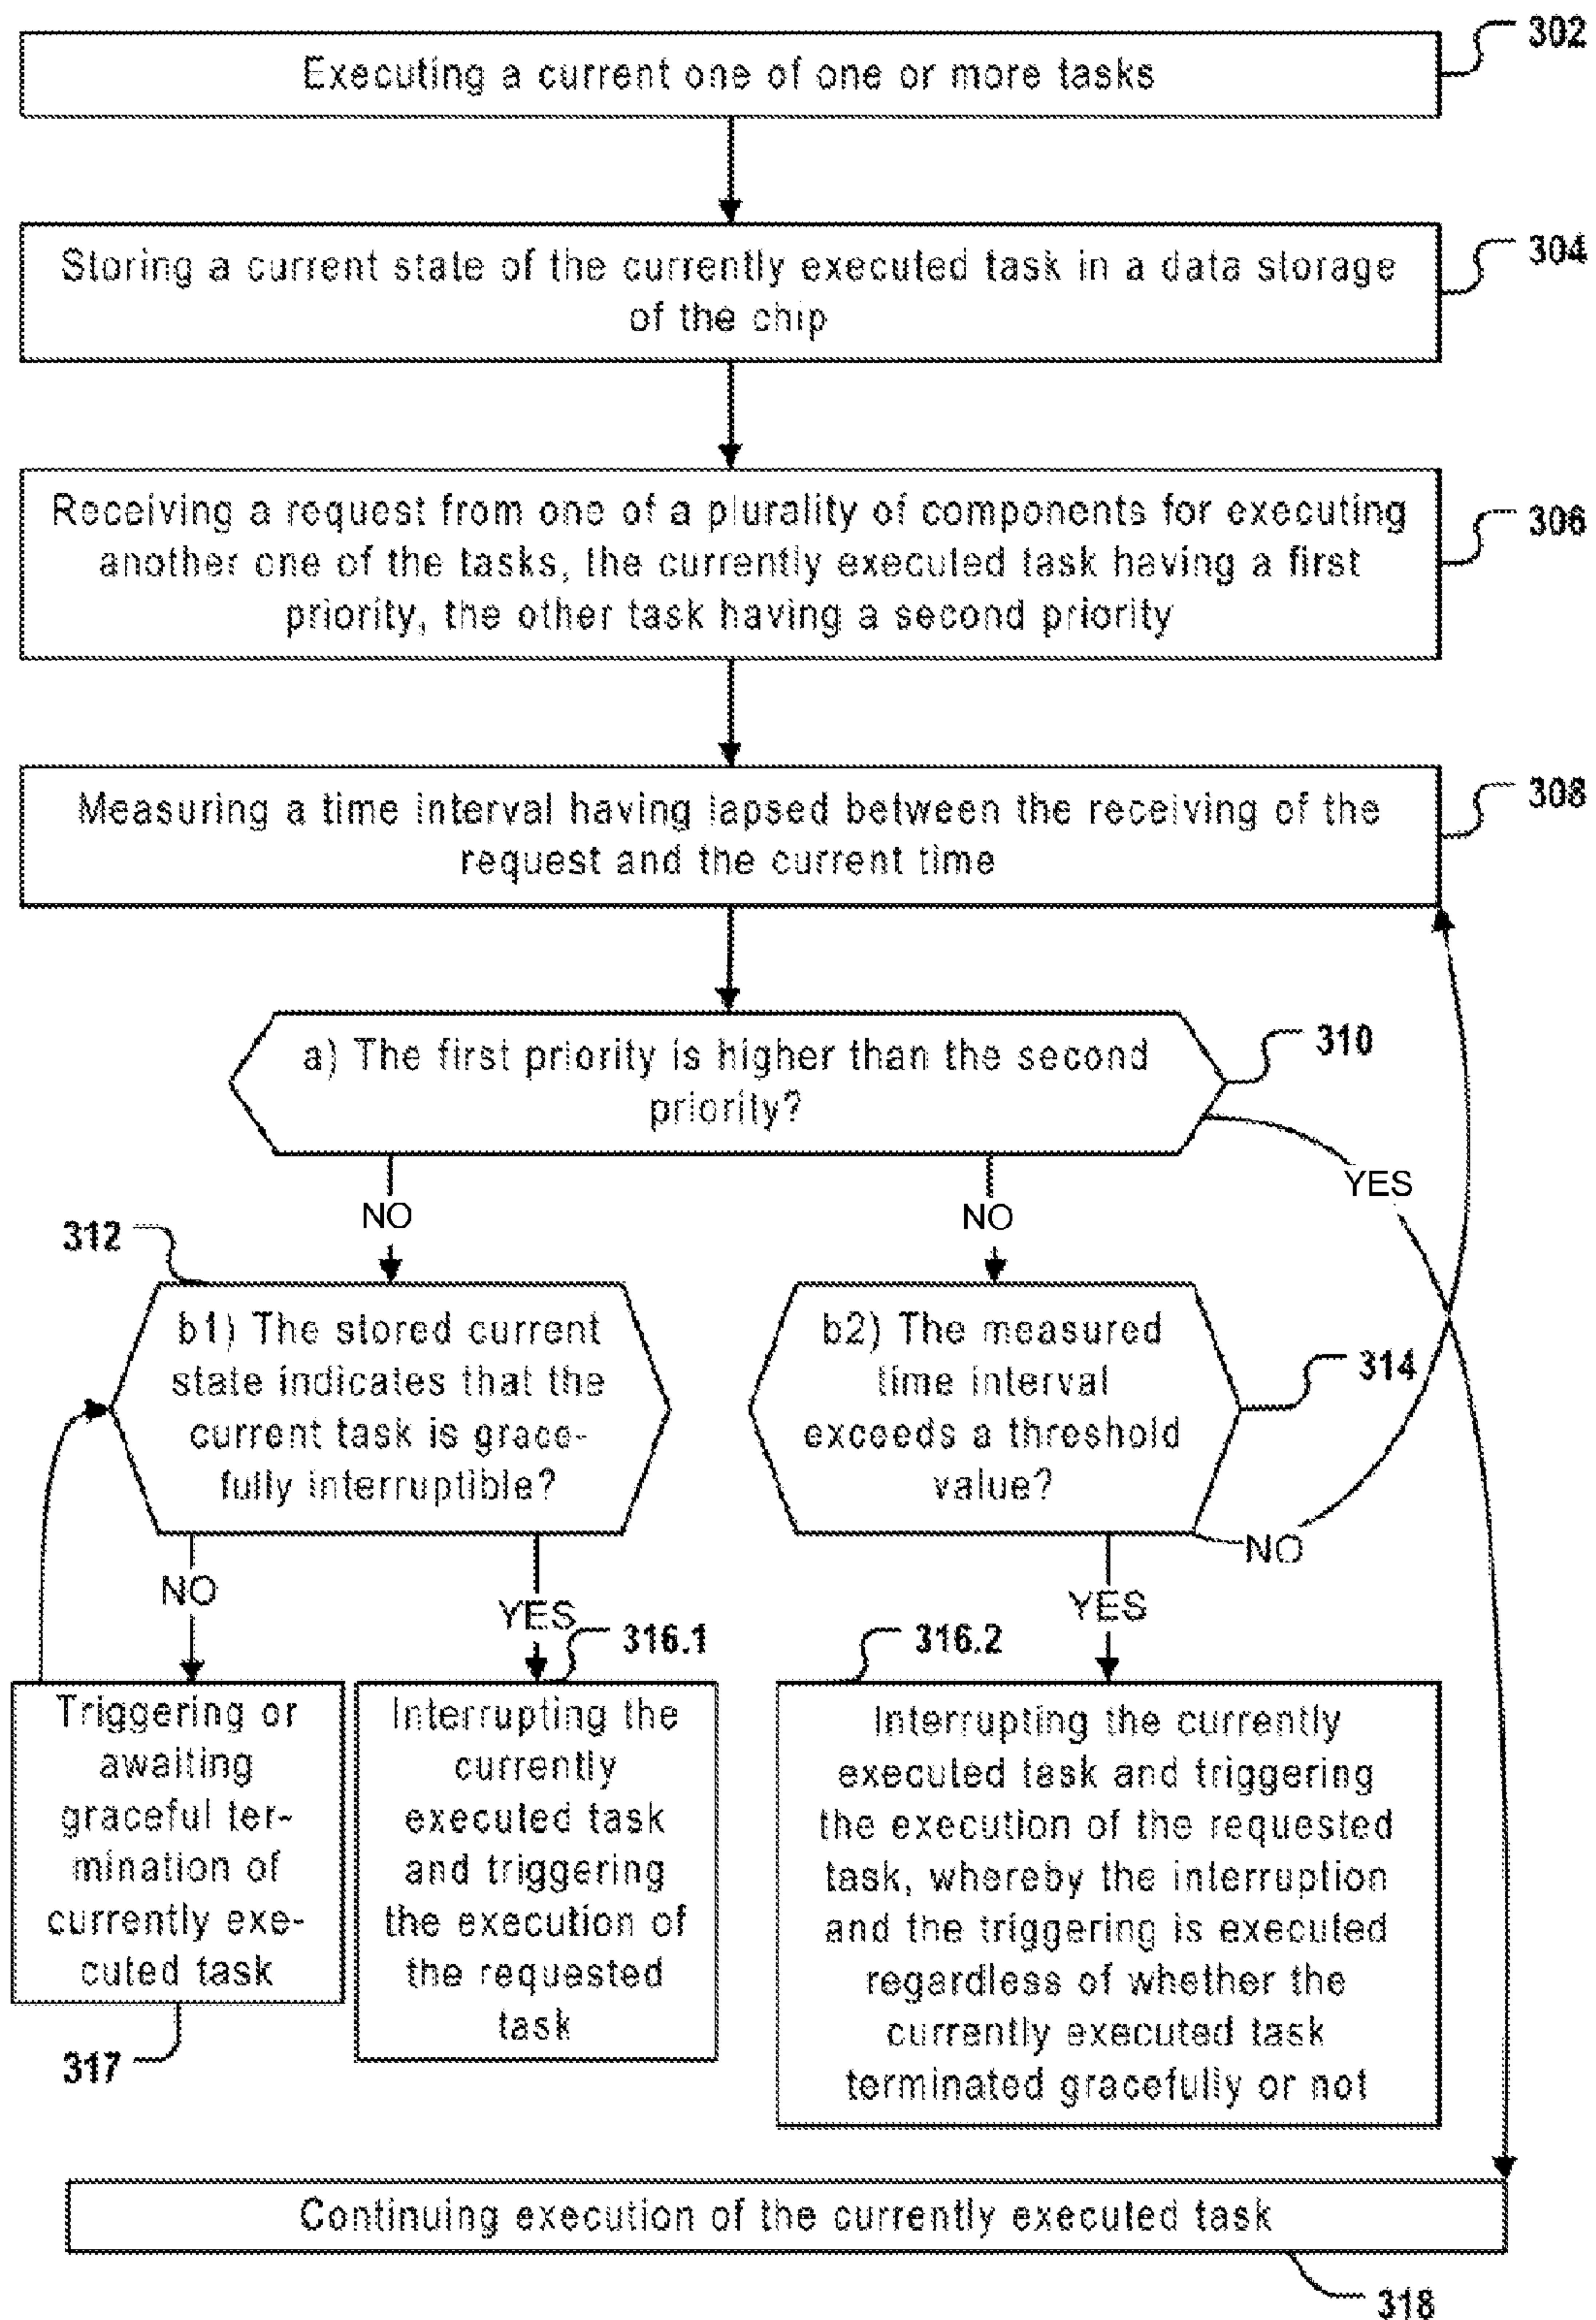 302
Executing a current one of one or more tasks
304
Storing a current state of the currently executed task in a data storage
of the chip
306
Receiving a request from one of a plurality of components for executing
another one of the tasks, the currently executed task having a first
priority, the other task having a second priority
308
Measuring a time interval having lapsed between the receiving of the
request and the current time
310
a) The first priority is higher than the second
priority?
YES
NO
NO
312
b1) The stored current
state indicates that the
current task is grace-
fully interruptible?
b2) The measured
time interval
exceeds a threshold
value?
314
NO
NO
YES
YES
316.1
316.2
Triggering or
awaiting
graceful ter-
mination of
currently exe-
cuted task
317
Interrupting the
currently
executed task
and triggering
the execution of
the requested
task
Interrupting the currently
executed task and triggering
the execution of the requested
task, whereby the interruption
and the triggering is executed
regardless of whether the
currently executed task
terminated gracefully or not
Continuing execution of the currently executed task
318